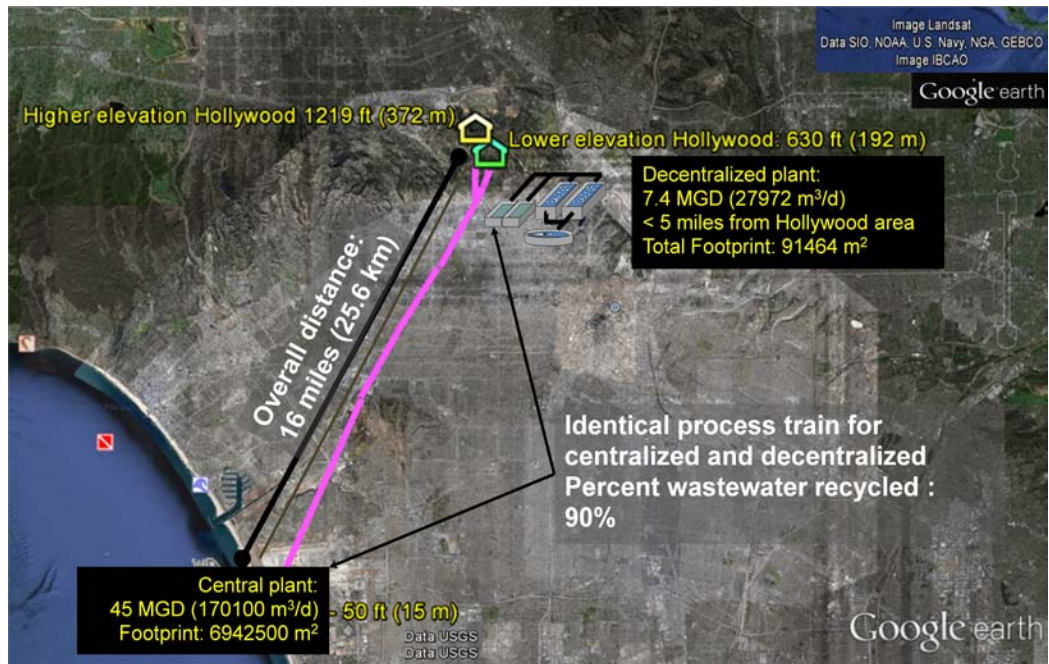 Image Landsat
Data SIO, NOAA, U.S. Navy, NGA, GEBCO
Image IBCAO
Google earth
Higher elevation Hollywood 1219 ft (372 m)
Lower elevation Hollywood: 630 ft (192 m)
Decentralized plant:
7.4 MGD (27972 m³/d)
< 5 miles from Hollywood area
Total Footprint: 91464 m²
Overall distance:
16 miles (25.6 km)
Identical process train for
centralized and decentralized
Percent wastewater recycled :
90%
Central plant:
45 MGD (170100 m³/d)
Footprint: 6942500 m²
- 50 ft (15 m)
Data USGS
Data USGS
Google earth